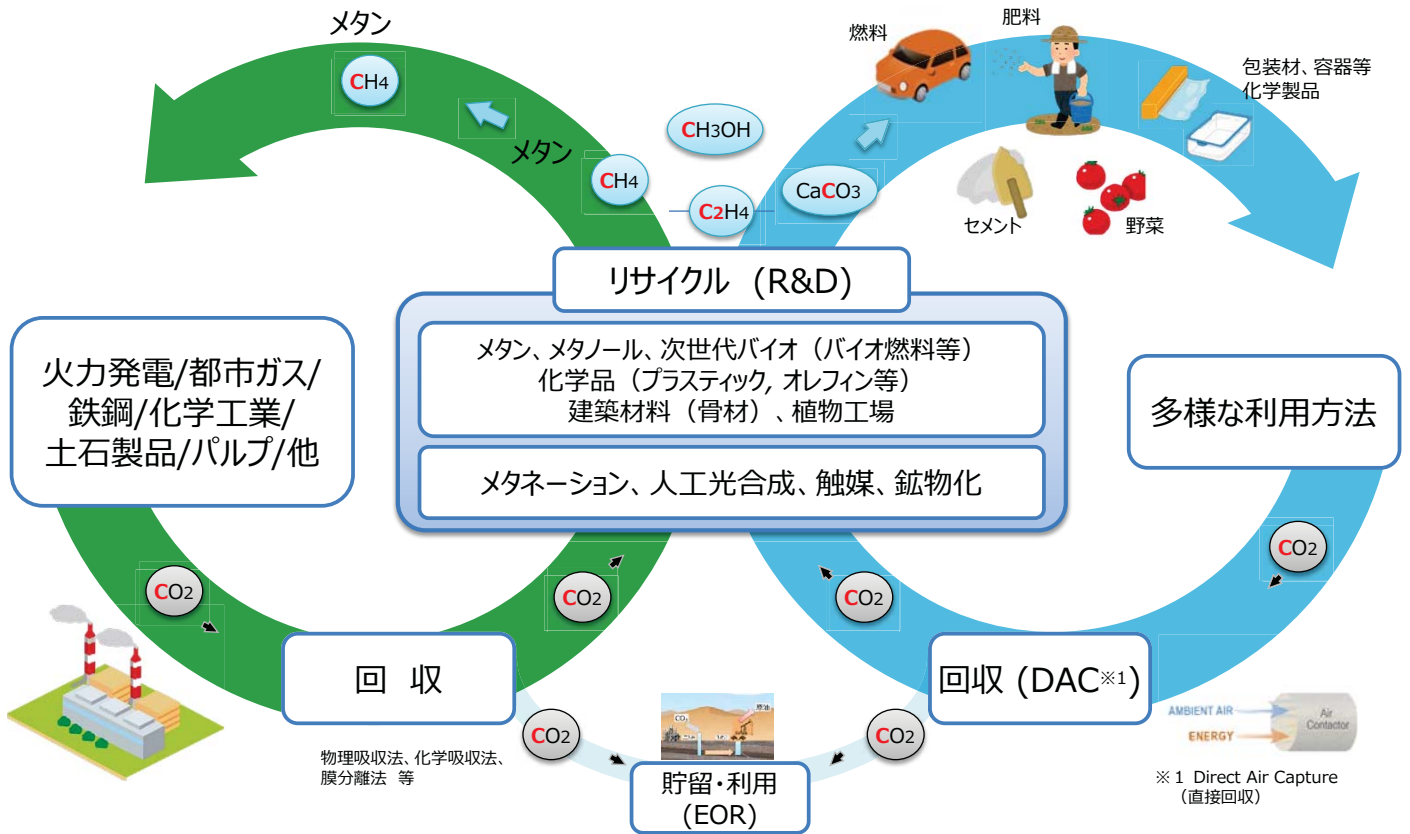 メタン
CH4
メタン
CH4
CH3OH
C2H4
CaCO3
燃料
肥料
包装材、容器等
化学製品
セメント
野菜
リサイクル (R&D)
メタン、メタノール、次世代バイオ（バイオ燃料等）
化学品（プラスティック, オレフィン等）
建築材料（骨材）、植物工場
メタネーション、人工光合成、触媒、鉱物化
火力発電/都市ガス/
鉄鋼/化学工業/
土石製品/パルプ/他
多様な利用方法
CO2
CO2
CO2
CO2
回 収
回収 (DAC※1)
物理吸収法、化学吸収法、
膜分離法 等
CO2
CO2
CO2
原油
貯留・利用
(EOR)
AMBIENT AIR
ENERGY
Air
Contactor
※１ Direct Air Capture
（直接回収）